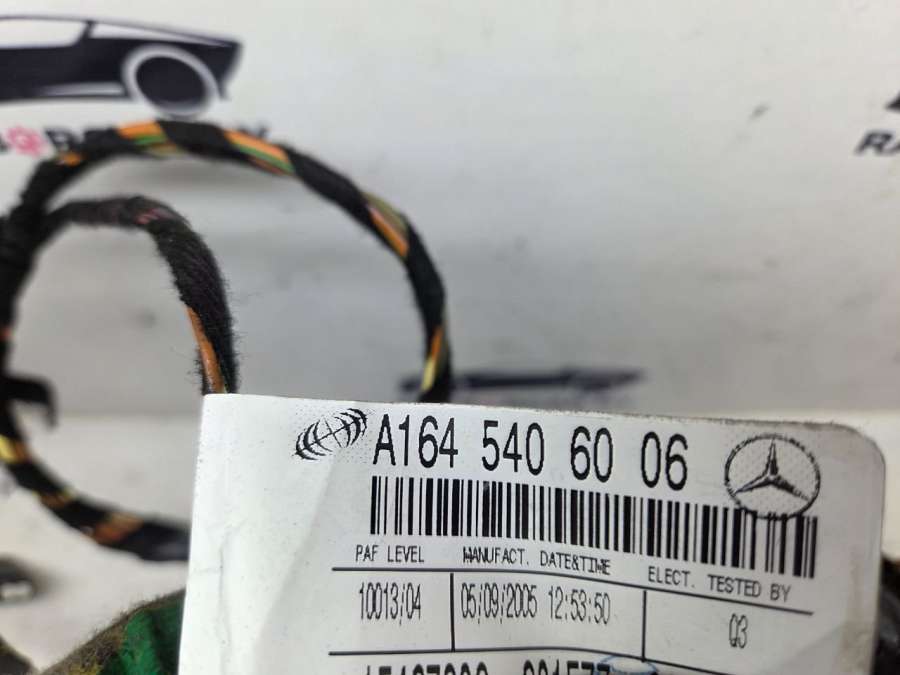 A164 540 60 06
PAF LEVEL MANUFACT. DATE&TIME ELECT. TESTED BY
10013/04 05/09/2005 12:53:50 Q3